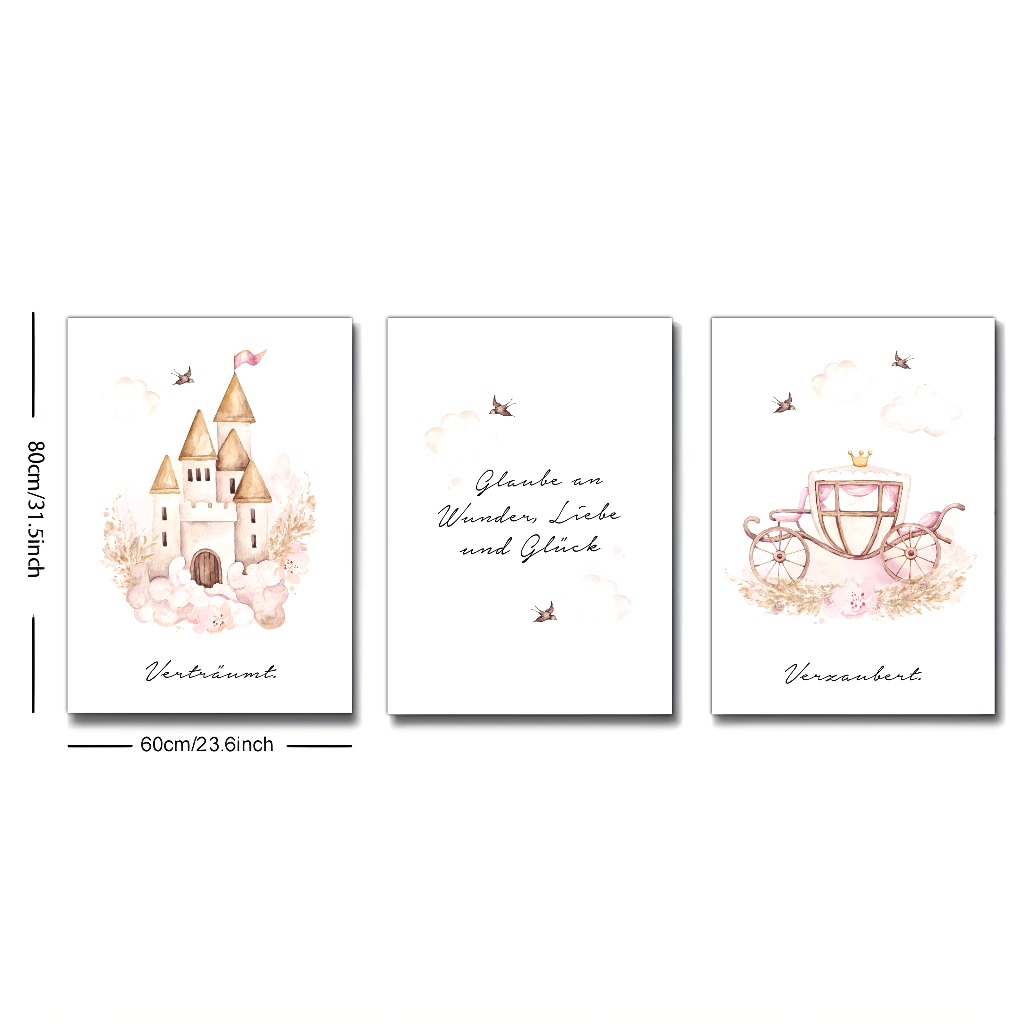 80cm/31.5inch
Verträumt.
60cm/23.6inch
Glaube an
Wunder, Liebe
und Glück
Verzaubert.